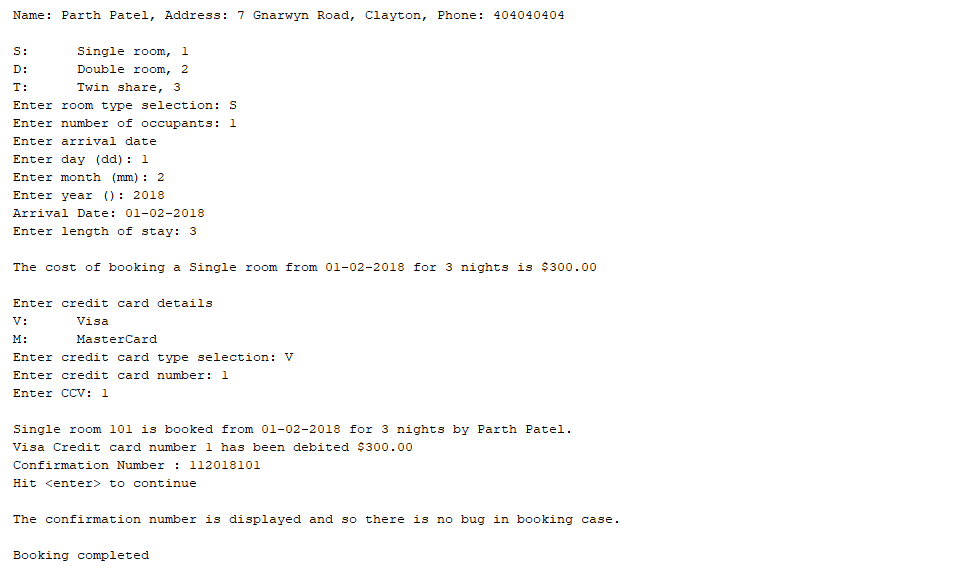 Name: Parth Patel, Address: 7 Gnarwyn Road, Clayton, Phone: 404040404
S: Single room, 1
D: Double room, 2
T: Twin share, 3
Enter room type selection: S
Enter number of occupants: 1
Enter arrival date
Enter day (dd): 1
Enter month (mm): 2
Enter year (): 2018
Arrival Date: 01-02-2018
Enter length of stay: 3
The cost of booking a Single room from 01-02-2018 for 3 nights is $300.00
Enter credit card details
V: Visa
M: MasterCard
Enter credit card type selection: V
Enter credit card number: 1
Enter CCV: 1
Single room 101 is booked from 01-02-2018 for 3 nights by Parth Patel.
Visa Credit card number 1 has been debited $300.00
Confirmation Number : 112018101
Hit <enter> to continue
The confirmation number is displayed and so there is no bug in booking case.
Booking completed